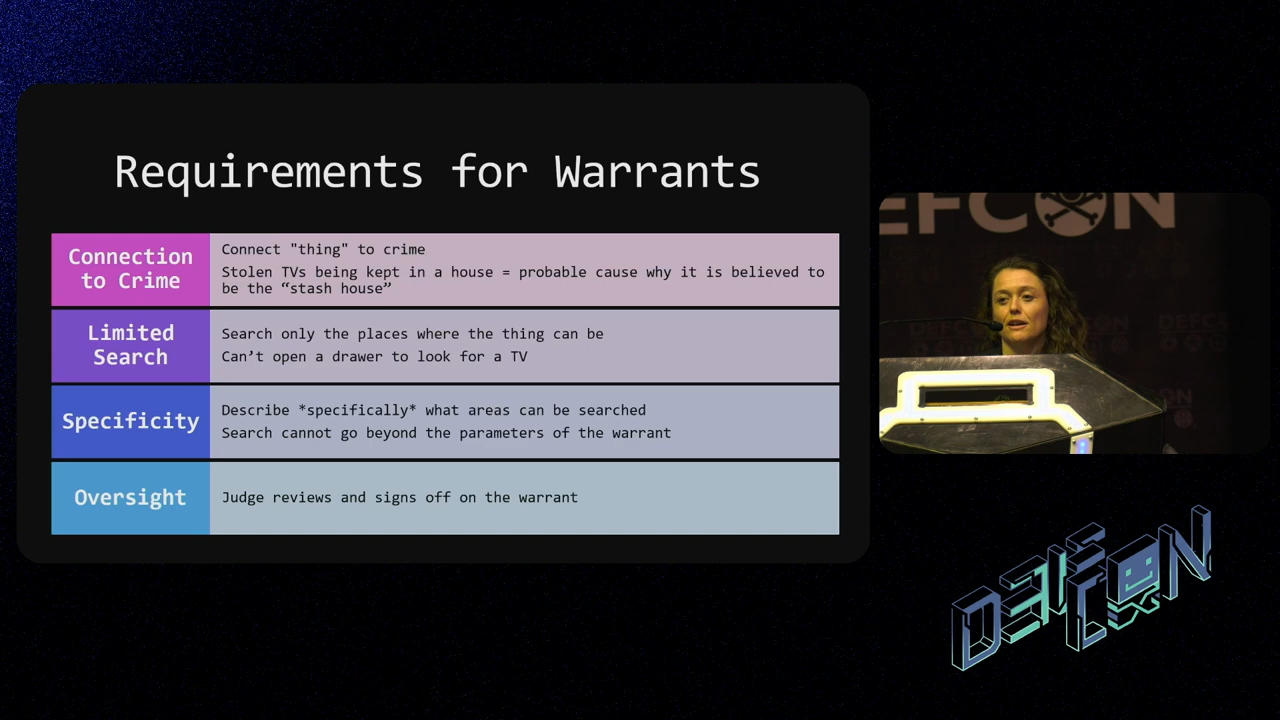 Requirements for Warrants
Connection
to Crime
Connect "thing" to crime
Stolen TVs being kept in a house = probable cause why it is believed to
be the “stash house”
Limited
Search
Search only the places where the thing can be
Can’t open a drawer to look for a TV
Specificity
Describe *specifically* what areas can be searched
Search cannot go beyond the parameters of the warrant
Oversight
Judge reviews and signs off on the warrant
EFC N
DEFCON
DEF
CON